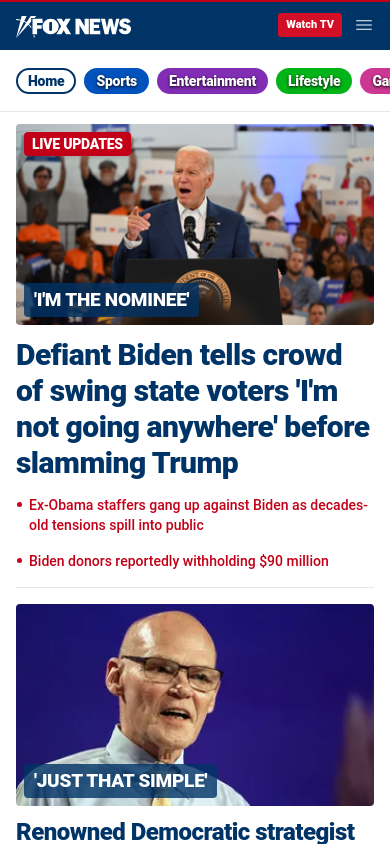 FOX NEWS
Watch TV
Home
Sports
Entertainment
Lifestyle
LIVE UPDATES
'I'M THE NOMINEE'
Defiant Biden tells crowd
of swing state voters 'I'm
not going anywhere' before
slamming Trump
Ex-Obama staffers gang up against Biden as decades-
old tensions spill into public
Biden donors reportedly withholding $90 million
'JUST THAT SIMPLE'
Renowned Democratic strategist